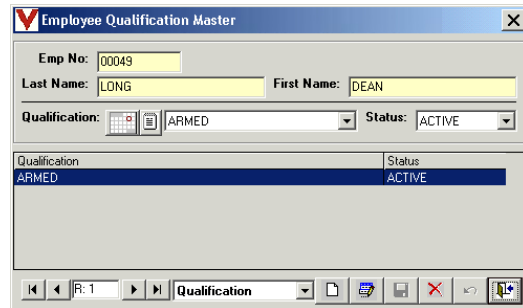 Employee Qualification Master
Emp No: 00049
Last Name: LONG First Name: DEAN
Qualification: ARMED Status: ACTIVE
Qualification Status
ARMED ACTIVE
R: 1 Qualification